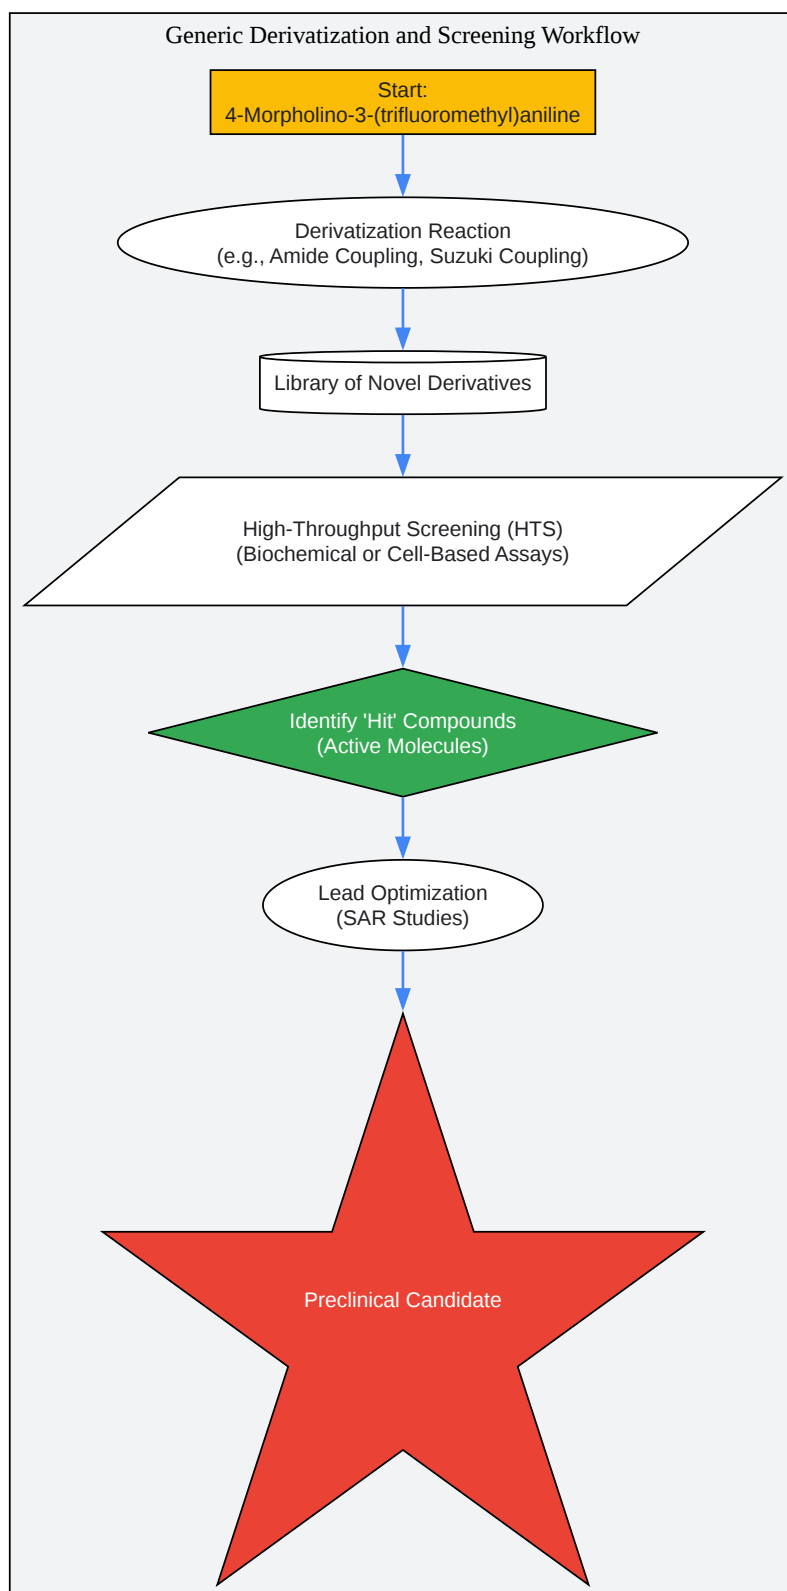 Generic Derivatization and Screening Workflow
Start:
4-Morpholino-3-(trifluoromethyl)aniline
Derivatization Reaction
(e.g., Amide Coupling, Suzuki Coupling)
Library of Novel Derivatives
High-Throughput Screening (HTS)
(Biochemical or Cell-Based Assays)
Identify 'Hit' Compounds
(Active Molecules)
Lead Optimization
(SAR Studies)
Preclinical Candidate